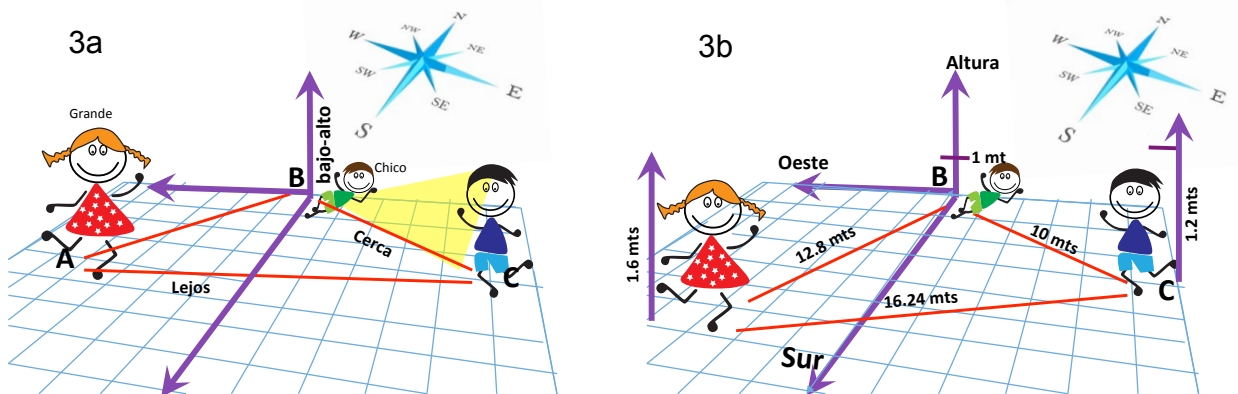 3a
N
NW
NE
W
SW
E
SE
S
Grande
bajo-alto
B
Chico
Cerca
A
C
Lejos
3b
N
NW
NE
W
SW
E
SE
S
Altura
1 mt
Oeste
B
1.2 mts
1.6 mts
12.8 mts
10 mts
16.24 mts
C
Sur